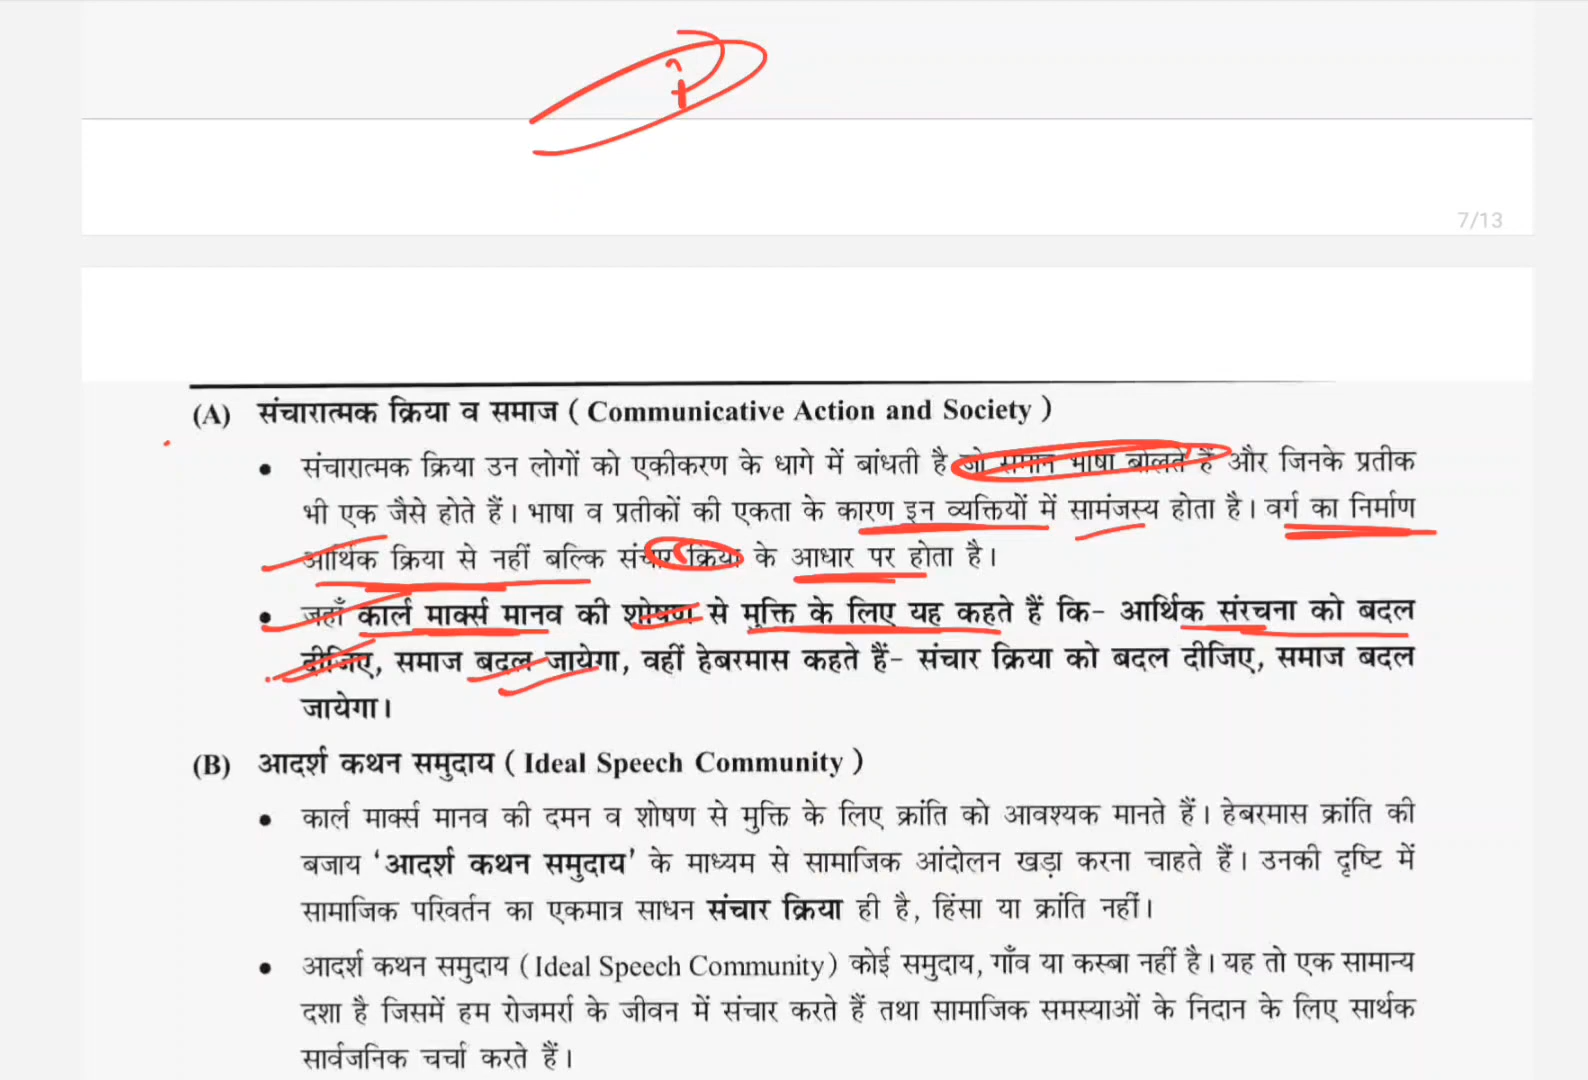 7/13
(A) संचारात्मक क्रिया व समाज ( Communicative Action and Society )
• संचारात्मक क्रिया उन लोगों को एकीकरण के धागे में बांधती है जो समान भाषा बोलते हैं और जिनके प्रतीक
भी एक जैसे होते हैं। भाषा व प्रतीकों की एकता के कारण इन व्यक्तियों में सामंजस्य होता है। वर्ग का निर्माण
आर्थिक क्रिया से नहीं बल्कि संचार क्रिया के आधार पर होता है।
• जहाँ कार्ल मार्क्स मानव की शोषण से मुक्ति के लिए यह कहते हैं कि- आर्थिक संरचना को बदल
दीजिए, समाज बदल जायेगा, वहीं हेबरमास कहते हैं- संचार क्रिया को बदल दीजिए, समाज बदल
जायेगा।
(B) आदर्श कथन समुदाय ( Ideal Speech Community )
• कार्ल मार्क्स मानव की दमन व शोषण से मुक्ति के लिए क्रांति को आवश्यक मानते हैं। हेबरमास क्रांति की
बजाय ‘आदर्श कथन समुदाय’ के माध्यम से सामाजिक आंदोलन खड़ा करना चाहते हैं। उनकी दृष्टि में
सामाजिक परिवर्तन का एकमात्र साधन संचार क्रिया ही है, हिंसा या क्रांति नहीं।
• आदर्श कथन समुदाय (Ideal Speech Community) कोई समुदाय, गाँव या कस्बा नहीं है। यह तो एक सामान्य
दशा है जिसमें हम रोजमर्रा के जीवन में संचार करते हैं तथा सामाजिक समस्याओं के निदान के लिए सार्थक
सार्वजनिक चर्चा करते हैं।